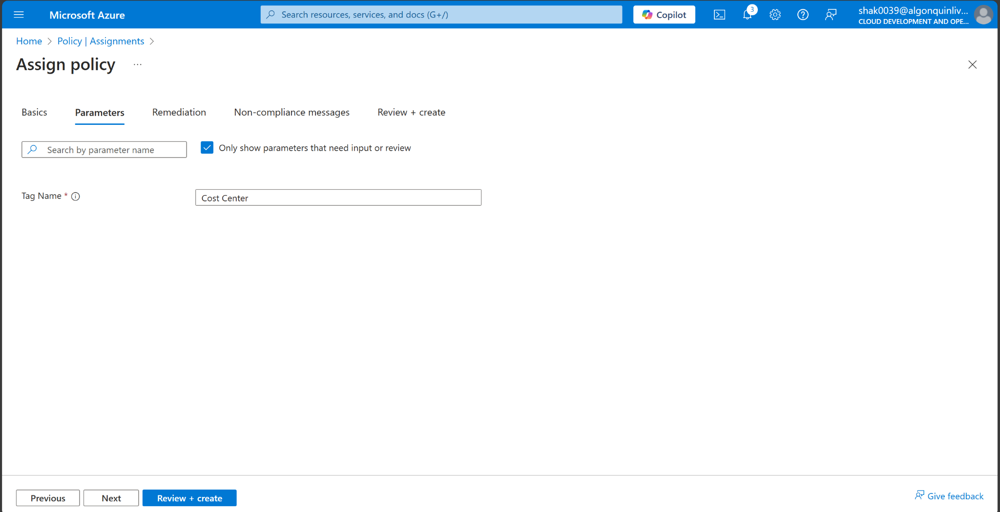 Microsoft Azure
Search resources, services, and docs (G+/)
Copilot
3
shak0039@algonquinliv...
CLOUD DEVELOPMENT AND OPE...
Home > Policy | Assignments >
Assign policy ...
Basics Parameters Remediation Non-compliance messages Review + create
Search by parameter name
Only show parameters that need input or review
Tag Name *
Cost Center
Previous Next Review + create
Give feedback